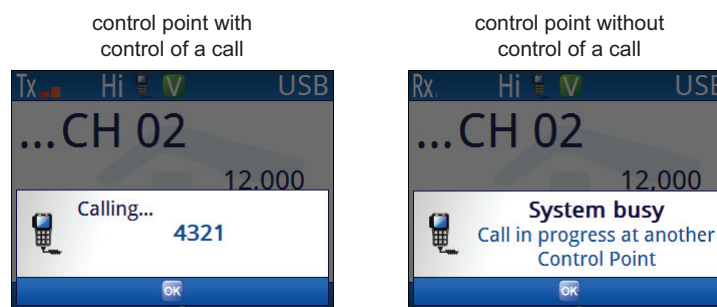 control point with
control of a call
Tx Hi V USB
...CH 02
12,000
Calling...
4321
OK
control point without
control of a call
Rx Hi V USB
...CH 02
12,000
System busy
Call in progress at another
Control Point
OK